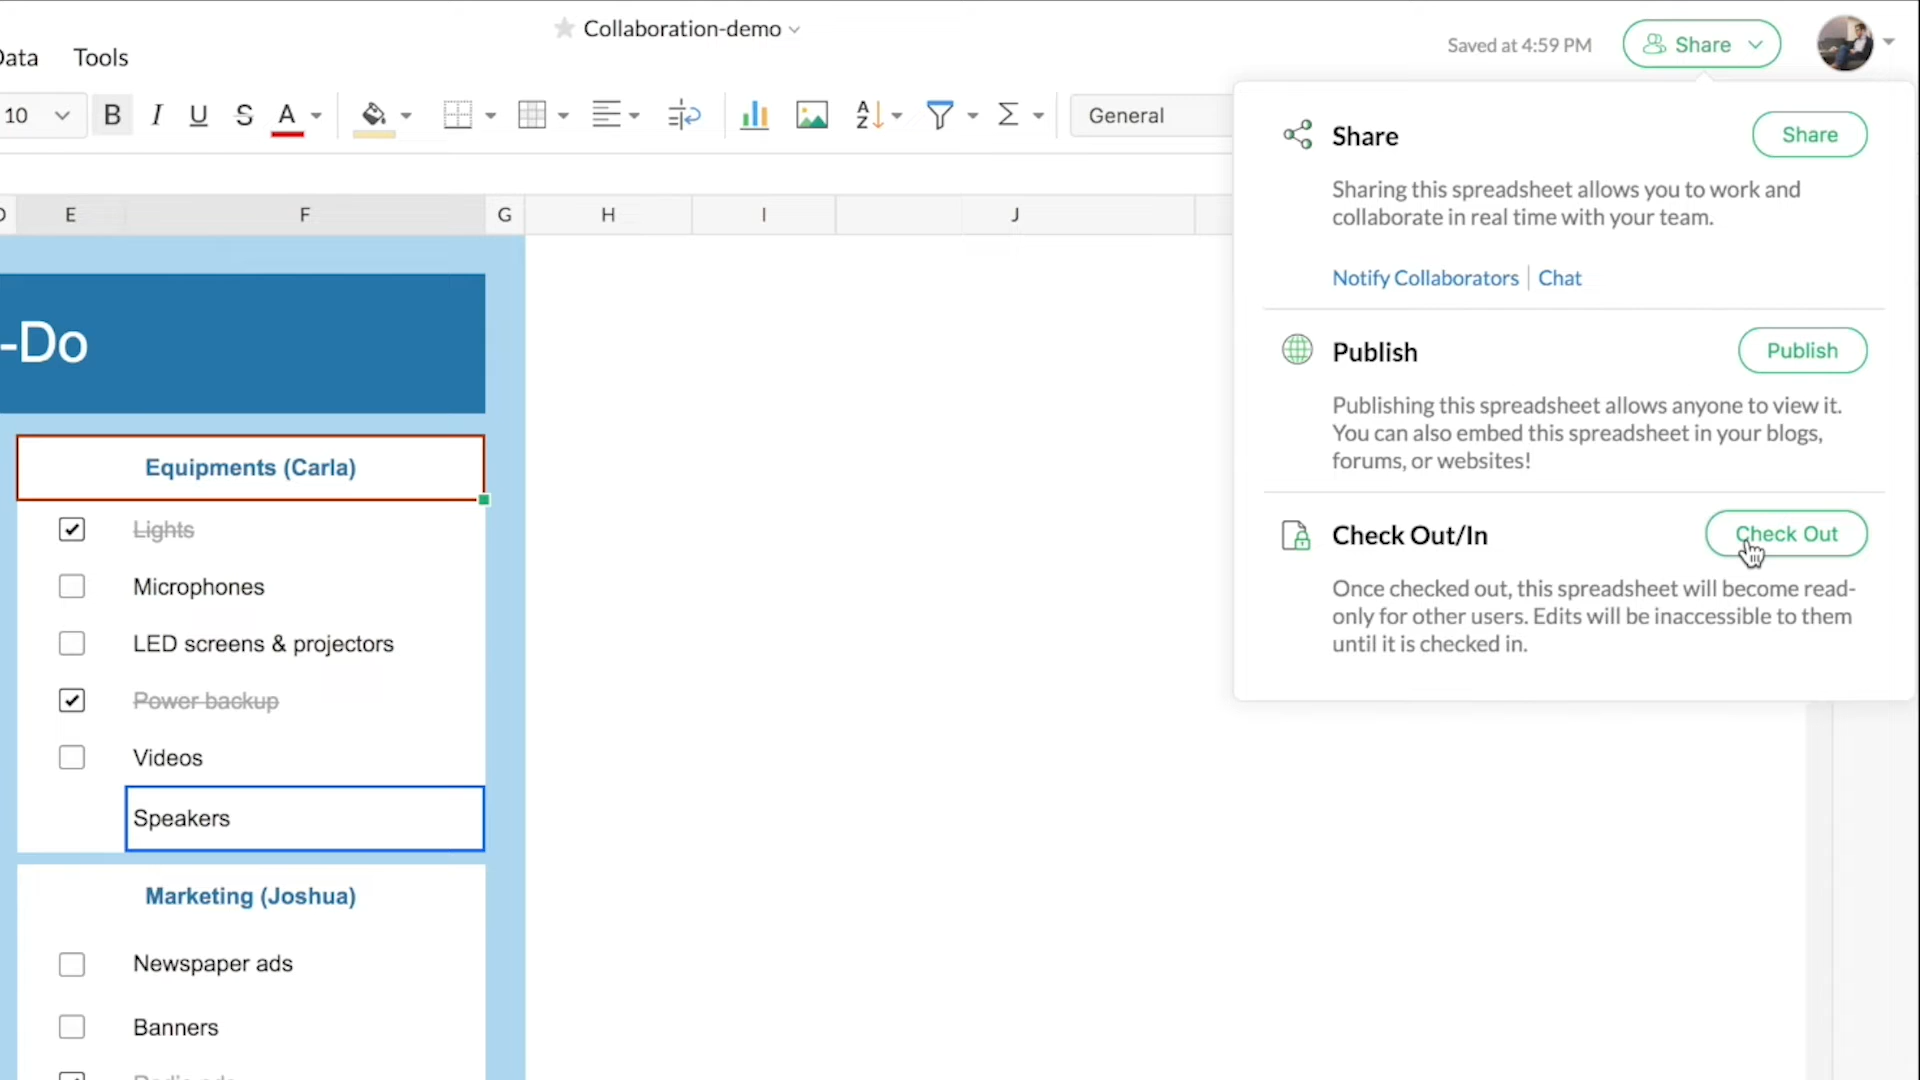 Collaboration-demo
Saved at 4:59 PM
Share
Data
Tools
10
B
I
U
S
A
A
Z
Σ
General
E
F
G
H
I
J
-Do
Equipments (Carla)
Lights
Microphones
LED screens & projectors
Power backup
Videos
Speakers
Marketing (Joshua)
Newspaper ads
Banners
Share
Share
Sharing this spreadsheet allows you to work and
collaborate in real time with your team.
Notify Collaborators
Chat
Publish
Publish
Publishing this spreadsheet allows anyone to view it.
You can also embed this spreadsheet in your blogs,
forums, or websites!
Check Out/In
Check Out
Once checked out, this spreadsheet will become read-
only for other users. Edits will be inaccessible to them
until it is checked in.